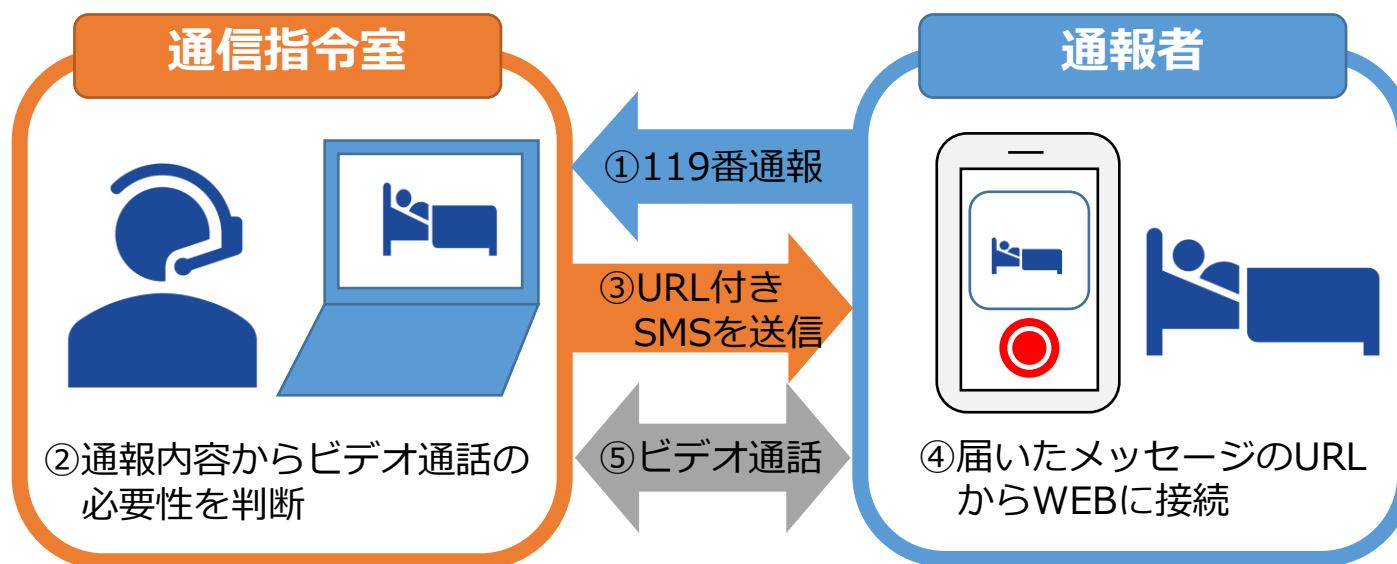 通信指令室
通報者
①119番通報
②通報内容からビデオ通話の
必要性を判断
③URL付き
SMSを送信
④届いたメッセージのURL
からWEBに接続
⑤ビデオ通話